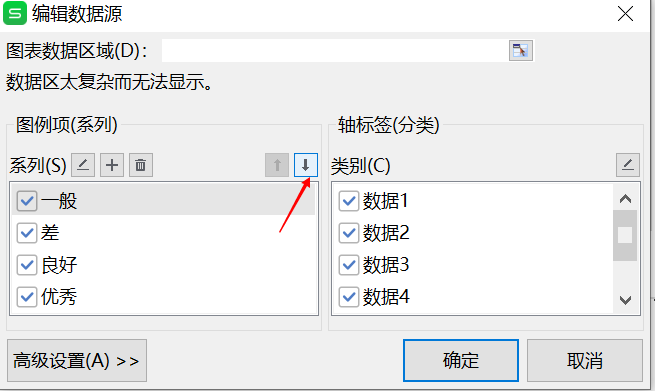 S 编辑数据源
图表数据区域(D):
数据区太复杂而无法显示。
图例项(系列)
系列(S)
一般
差
良好
优秀
轴标签(分类)
类别(C)
数据1
数据2
数据3
数据4
高级设置(A) >>
确定
取消